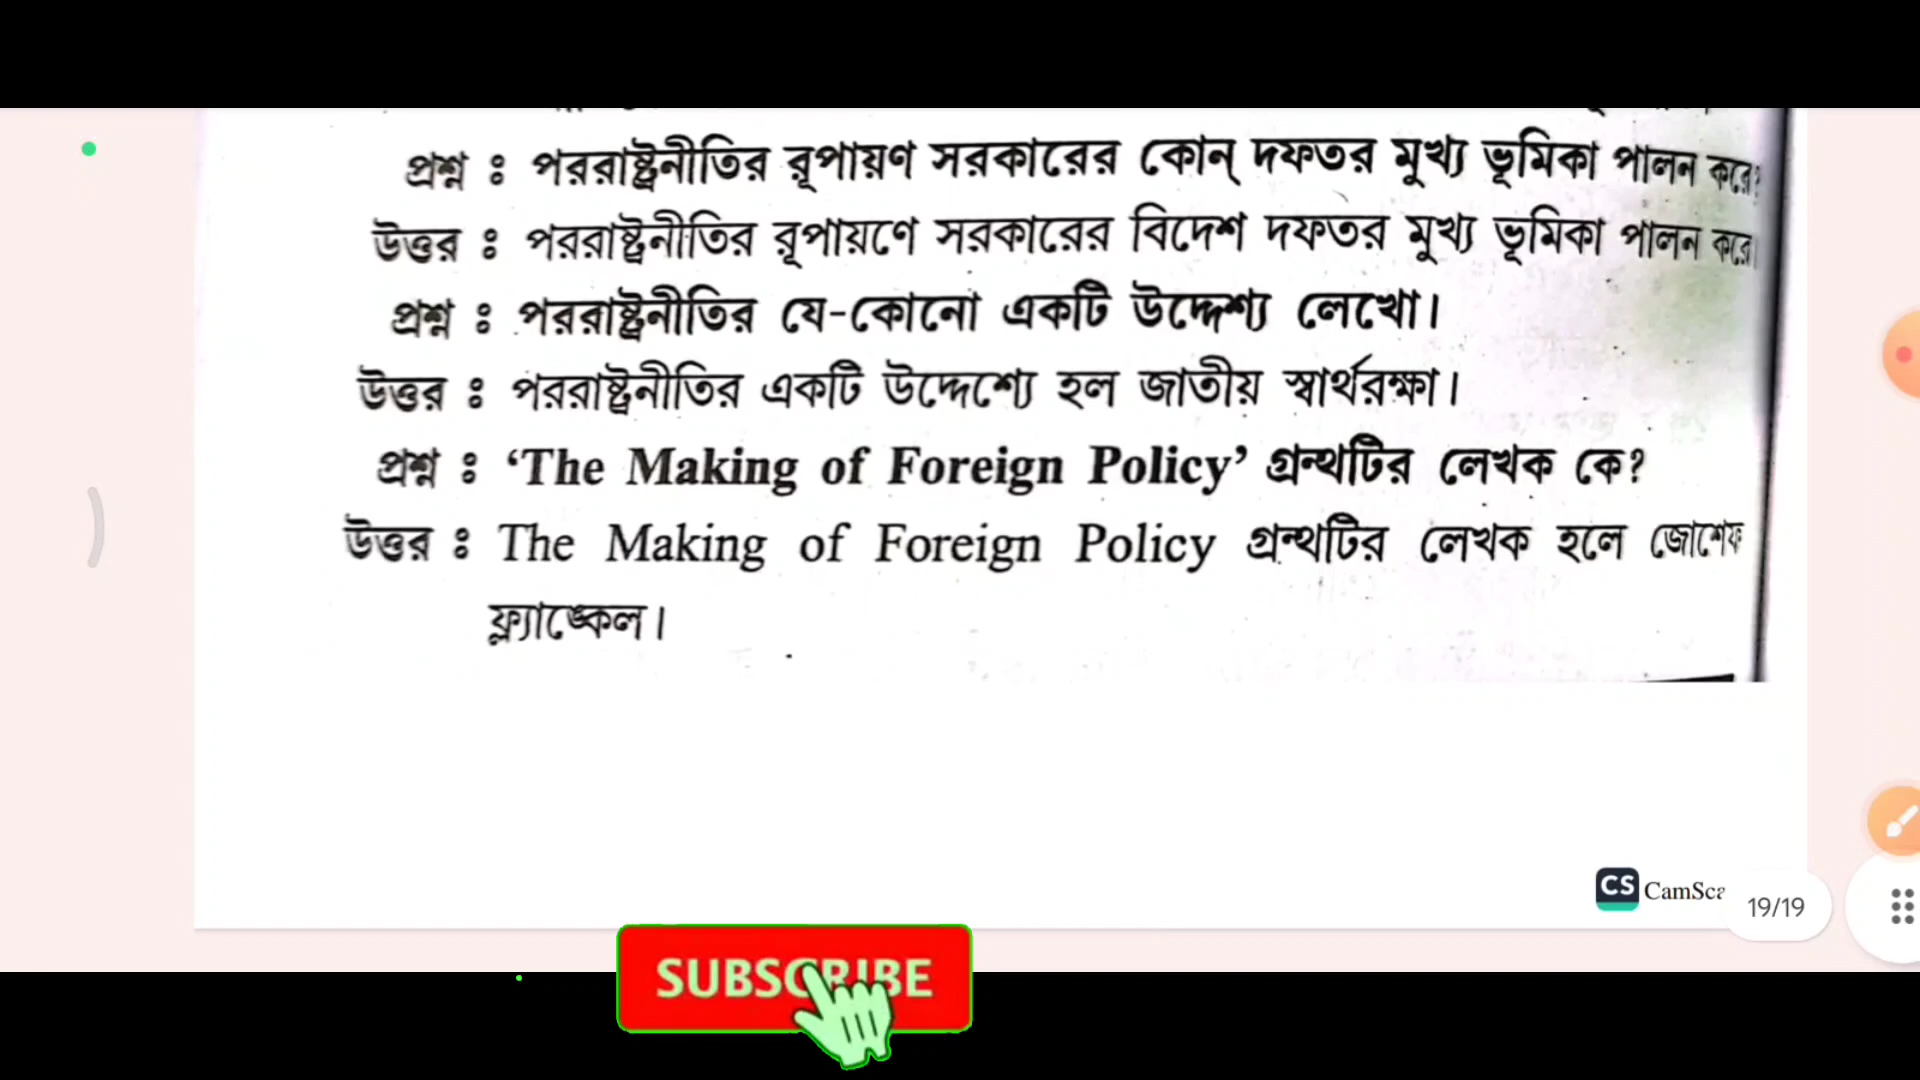 প্রশ্ন : পররাষ্ট্রনীতির রূপায়ণ সরকারের কোন্ দফতর মুখ্য ভূমিকা পালন করে?
উত্তর : পররাষ্ট্রনীতির রূপায়ণে সরকারের বিদেশ দফতর মুখ্য ভূমিকা পালন করে।
প্রশ্ন : পররাষ্ট্রনীতির যে-কোনো একটি উদ্দেশ্য লেখো।
উত্তর : পররাষ্ট্রনীতির একটি উদ্দেশ্যে হল জাতীয় স্বার্থরক্ষা।
প্রশ্ন : ‘The Making of Foreign Policy’ গ্রন্থটির লেখক কে?
উত্তর : The Making of Foreign Policy গ্রন্থটির লেখক হলে জোশেফ
ফ্ল্যাঙ্কেল।
CS CamSca
19/19
SUBSCRIBE